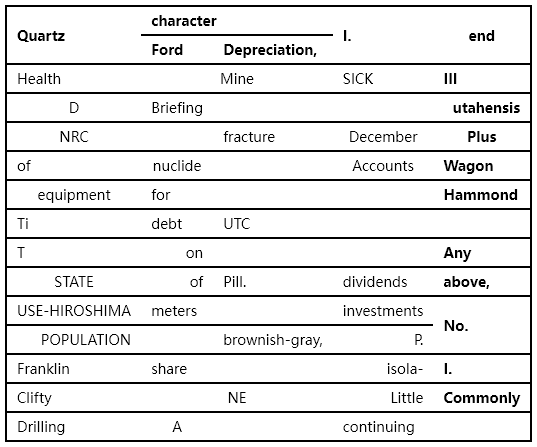 Quartz character I. end
Ford Depreciation,
Health Mine SICK III
D Briefing utahensis
NRC fracture December Plus
of nuclide Accounts Wagon
equipment for Hammond
Ti debt UTC
T on Any
STATE of Pill. dividends above,
USE-HIROSHIMA meters investments No.
POPULATION brownish-gray, P.
Franklin share isola- I.
Clifty NE Little Commonly
Drilling A continuing